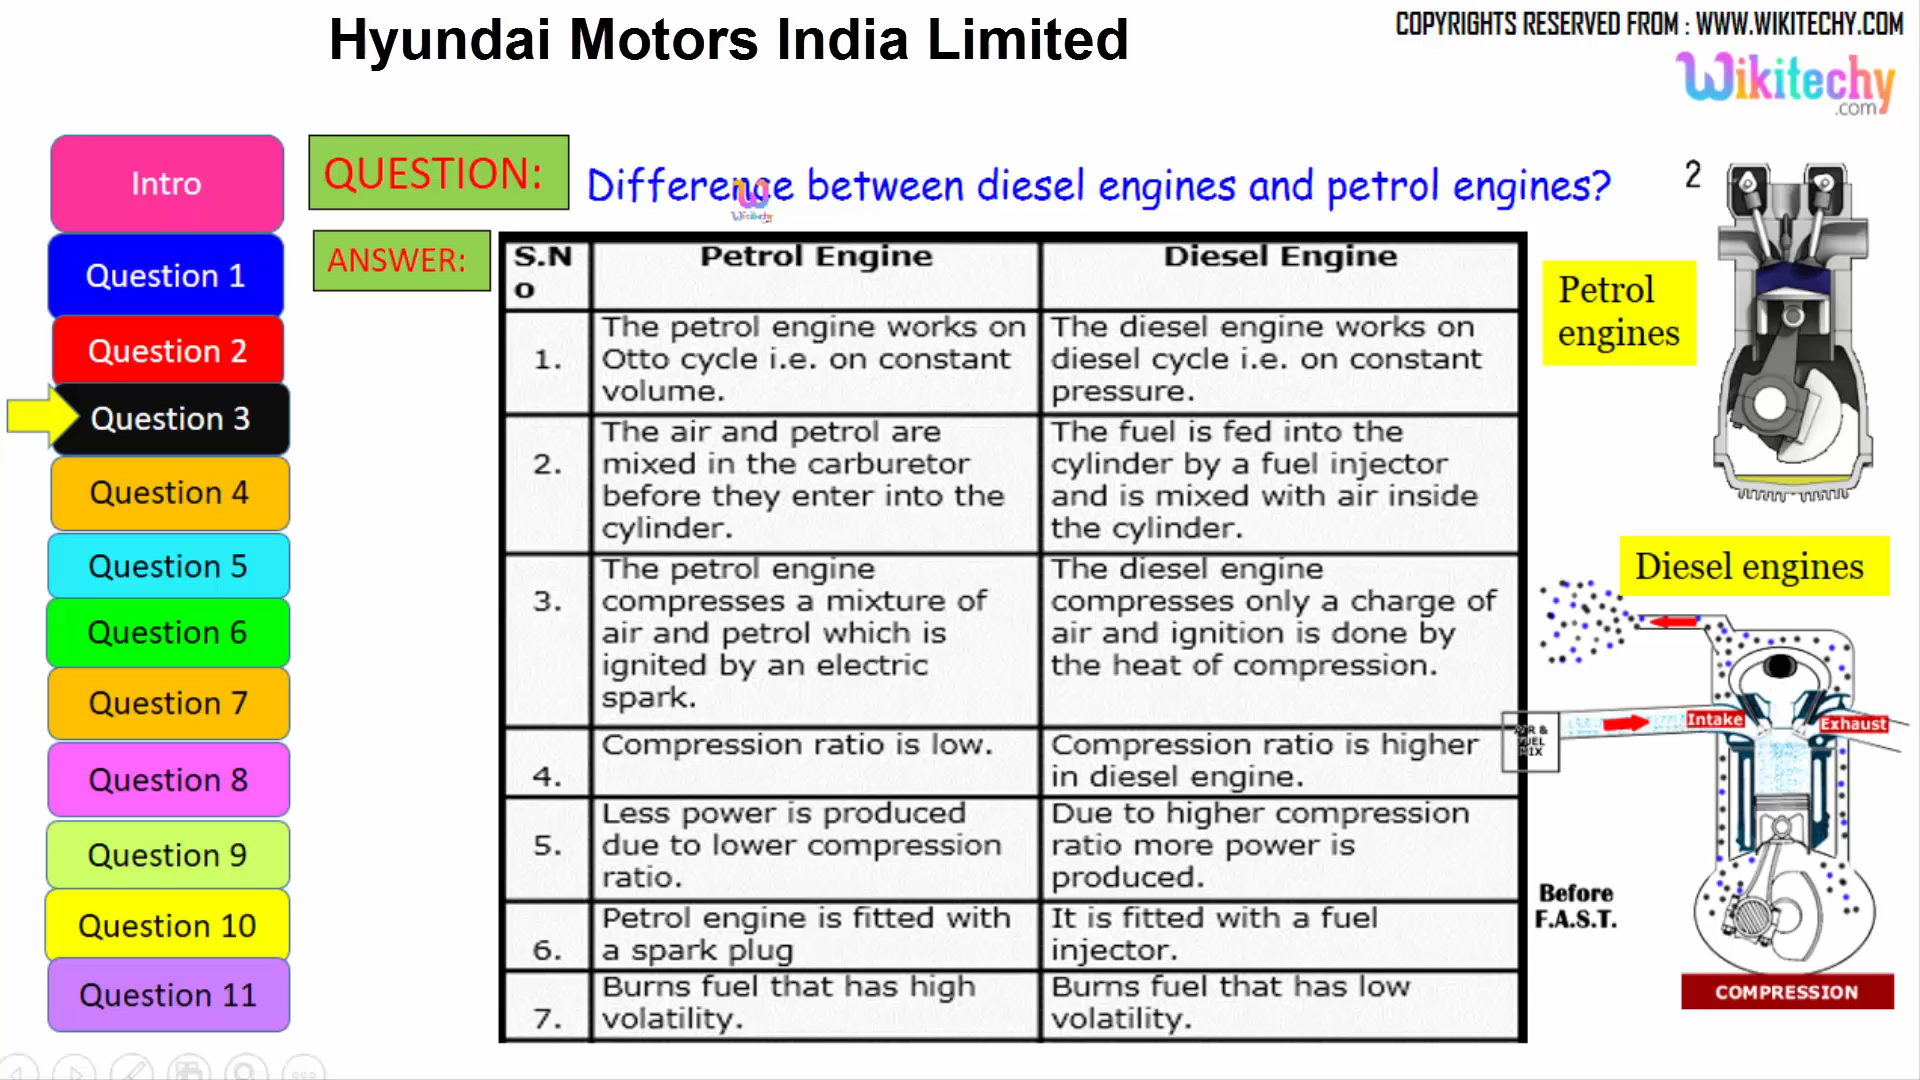 Hyundai Motors India Limited
COPYRIGHTS RESERVED FROM : WWW.WIKITECHY.COM
Wikitechy
.com
Intro
Question 1
Question 2
Question 3
Question 4
Question 5
Question 6
Question 7
Question 8
Question 9
Question 10
Question 11
QUESTION:
Difference between diesel engines and petrol engines?
Wikitechy
ANSWER:
S.N
o
Petrol Engine
Diesel Engine
1.
The petrol engine works on
Otto cycle i.e. on constant
volume.
The diesel engine works on
diesel cycle i.e. on constant
pressure.
2.
The air and petrol are
mixed in the carburetor
before they enter into the
cylinder.
The fuel is fed into the
cylinder by a fuel injector
and is mixed with air inside
the cylinder.
3.
The petrol engine
compresses a mixture of
air and petrol which is
ignited by an electric
spark.
The diesel engine
compresses only a charge of
air and ignition is done by
the heat of compression.
4.
Compression ratio is low.
Compression ratio is higher
in diesel engine.
5.
Less power is produced
due to lower compression
ratio.
Due to higher compression
ratio more power is
produced.
6.
Petrol engine is fitted with
a spark plug
It is fitted with a fuel
injector.
7.
Burns fuel that has high
volatility.
Burns fuel that has low
volatility.
2
Petrol
engines
Diesel engines
AIR &
FUEL
MIX
Intake
Exhaust
Before
F.A.S.T.
COMPRESSION